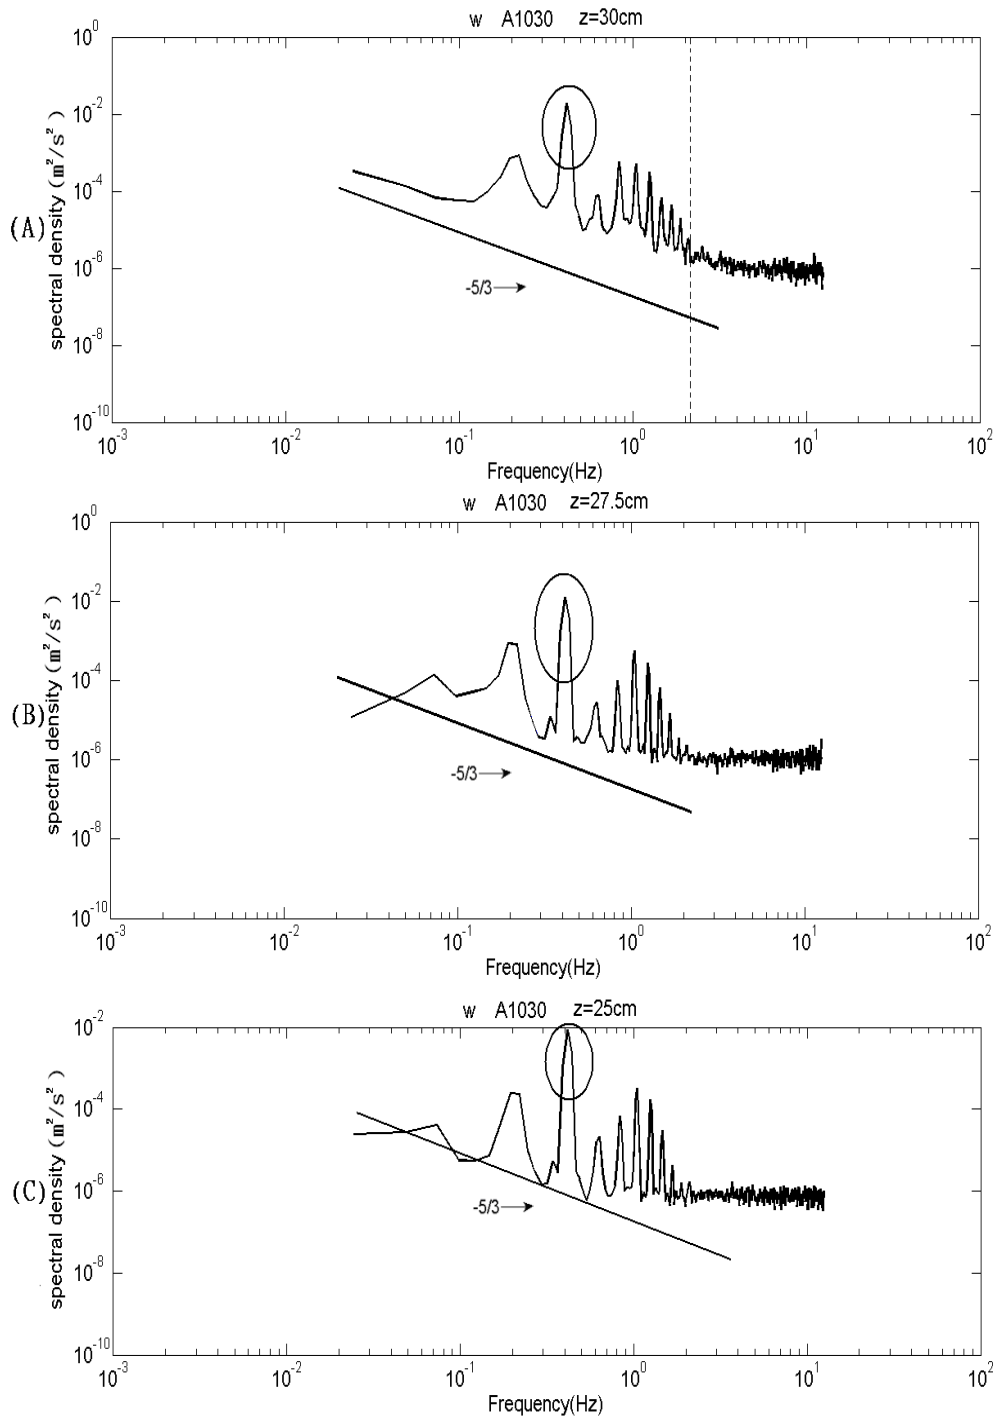 w A1030 z=30cm
10^0
10^-2
10^-4
10^-6
10^-8
10^-10
spectral density(m²/s²)
(A)
-5/3
10^-3 10^-2 10^-1 10^0 10^1 10^2
Frequency(Hz)
w A1030 z=27.5cm
10^0
10^-2
10^-4
10^-6
10^-8
10^-10
spectral density(m²/s²)
(B)
-5/3
10^-3 10^-2 10^-1 10^0 10^1 10^2
Frequency(Hz)
w A1030 z=25cm
10^-2
10^-4
10^-6
10^-8
10^-10
spectral density(m²/s²)
(C)
-5/3
10^-3 10^-2 10^-1 10^0 10^1 10^2
Frequency(Hz)